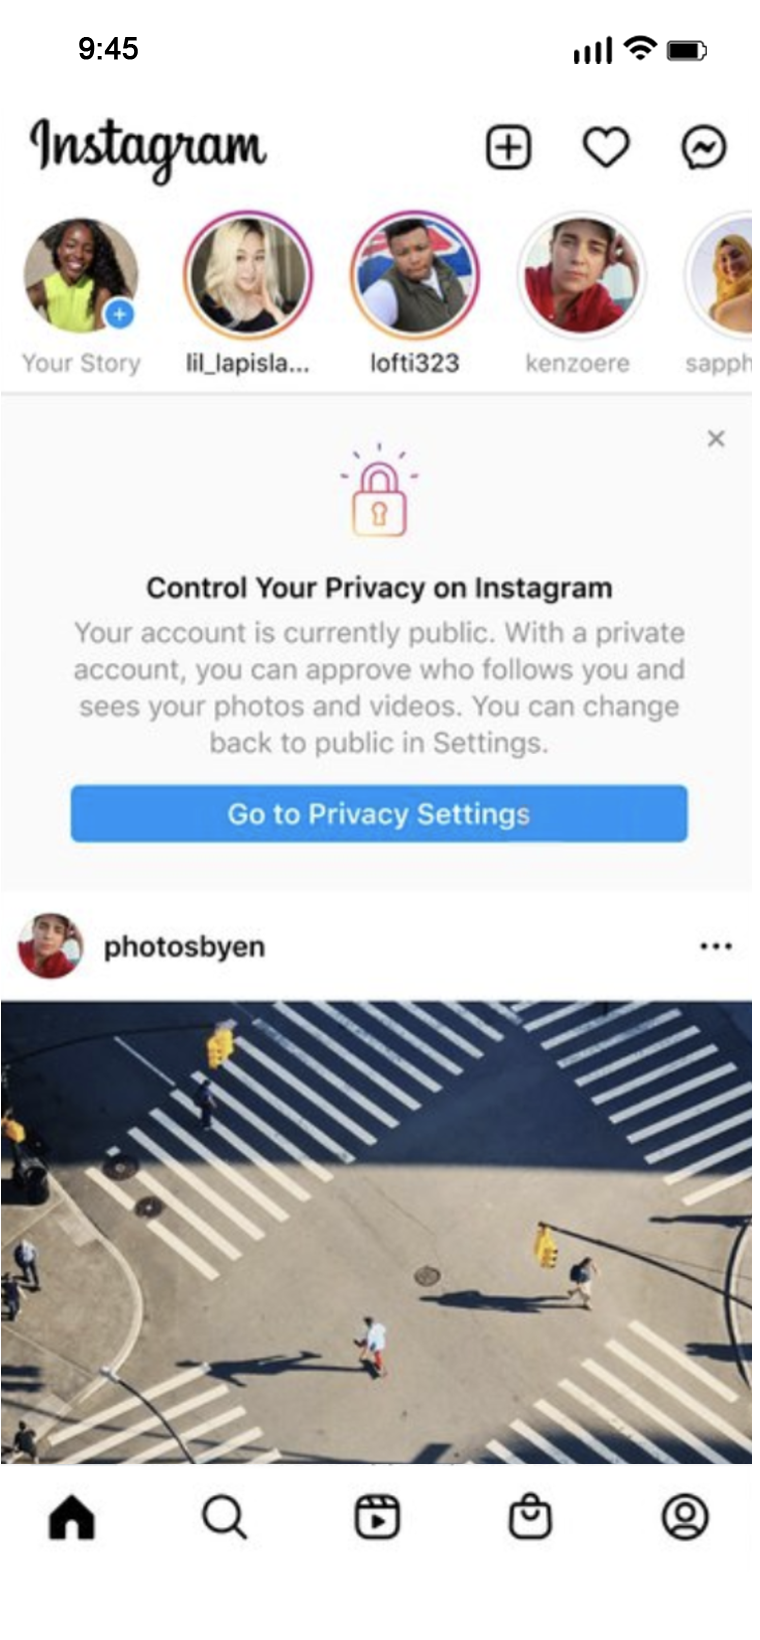 9:45
Instagram
Your Story
lil_lapisla...
lofti323
kenzoere
sapph
Control Your Privacy on Instagram
Your account is currently public. With a private
account, you can approve who follows you and
sees your photos and videos. You can change
back to public in Settings.
Go to Privacy Settings
photosbyen